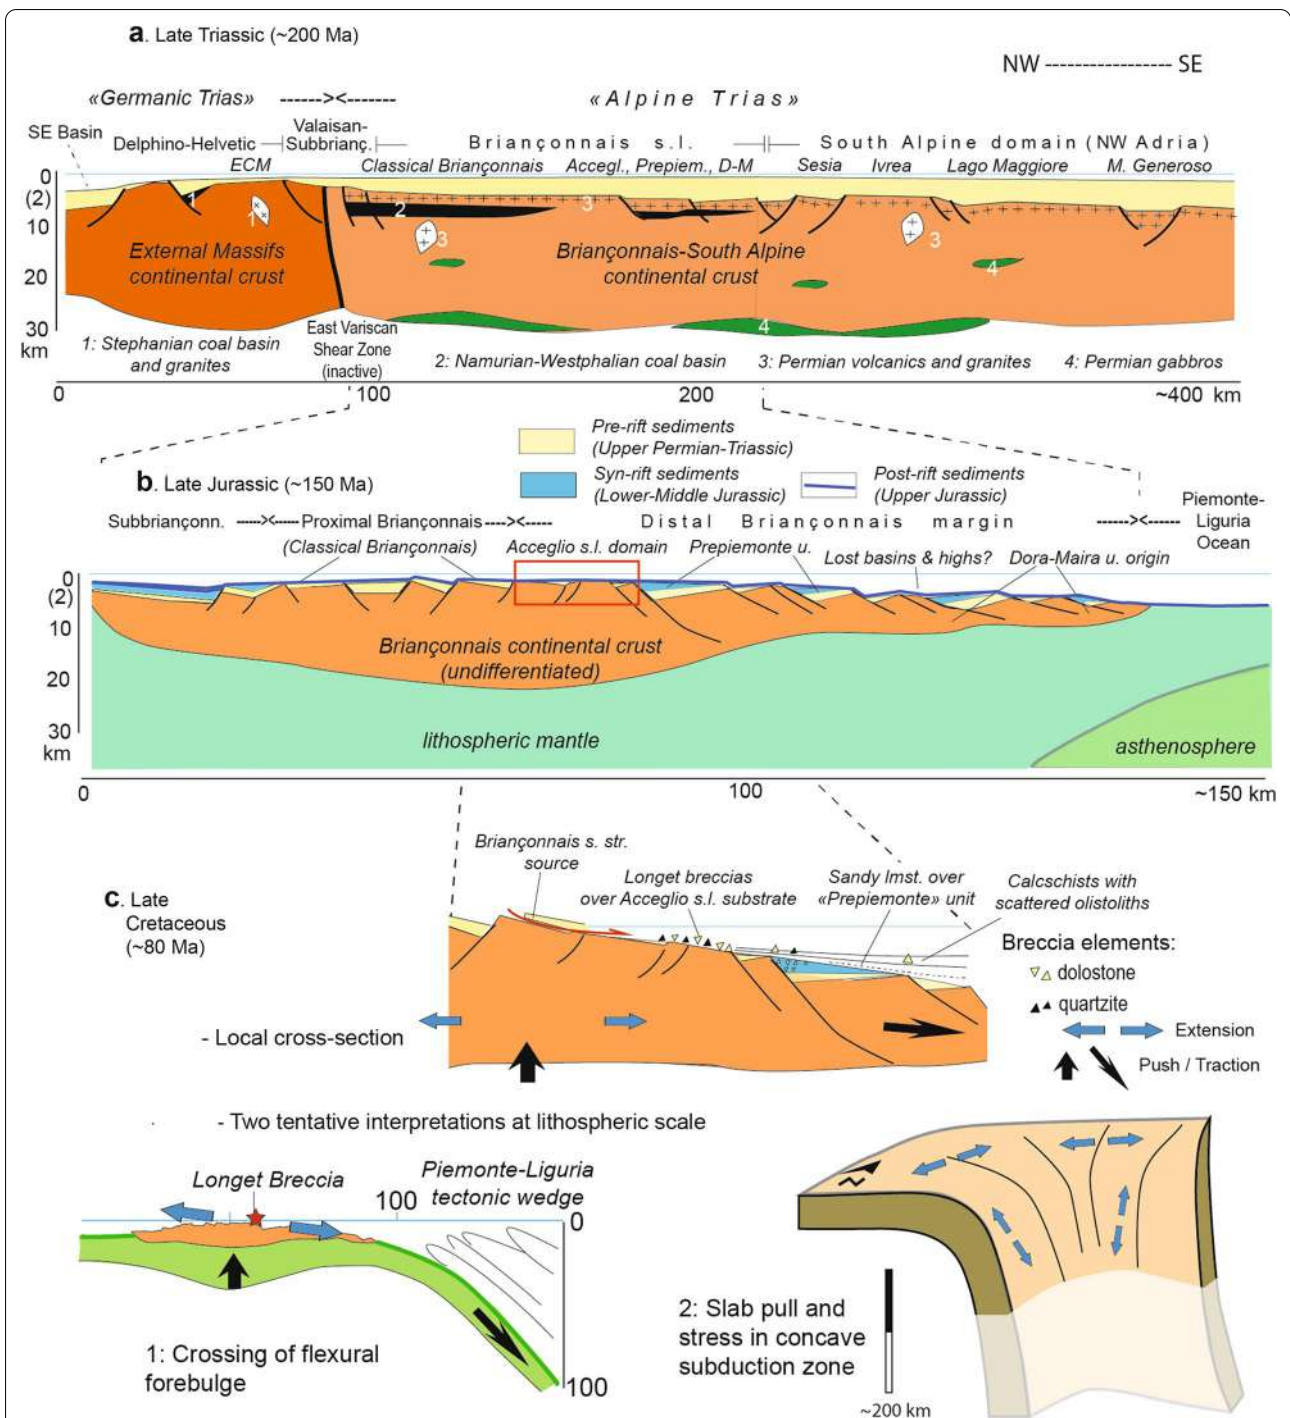 a. Late Triassic (~200 Ma)
NW ----------------- SE
«Germanic Trias» ------><------- «Alpine Trias»
SE Basin
Delphino-Helvetic
ECM
Valaisan-
Subbrianç.
Briançonnais s.l.
South Alpine domain (NW Adria)
Classical Briançonnais
Accegl., Prepiem., D-M
Sesia
Ivrea
Lago Maggiore
M. Generoso
0
(2)
10
20
30
km
1
1
2
3
3
3
4
4
External Massifs
continental crust
Briançonnais-South Alpine
continental crust
1: Stephanian coal basin
and granites
East Variscan
Shear Zone
(inactive)
2: Namurian-Westphalian coal basin
3: Permian volcanics and granites
4: Permian gabbros
0 100 200 ~400 km
Pre-rift sediments
(Upper Permian-Triassic)
Syn-rift sediments
(Lower-Middle Jurassic)
Post-rift sediments
(Upper Jurassic)
b. Late Jurassic (~150 Ma)
Subbriançonn. ----><----- Proximal Briançonnais ----><----- Distal Briançonnais margin ----><-----
Piemonte-
Liguria
Ocean
(Classical Briançonnais)
Acceglio s.l. domain
Prepiemonte u.
Lost basins & highs?
Dora-Maira u. origin
0
(2)
10
20
30
km
Briançonnais continental crust
(undifferentiated)
lithospheric mantle
asthenosphere
0 100 ~150 km
c. Late
Cretaceous
(~80 Ma)
Briançonnais s. str.
source
Longet breccias
over Acceglio s.l. substrate
Sandy lmst. over
«Prepiemonte» unit
Calcschists with
scattered olistoliths
Breccia elements:
dolostone
quartzite
Extension
Push / Traction
- Local cross-section
- Two tentative interpretations at lithospheric scale
Longet Breccia
Piemonte-Liguria
tectonic wedge
100
0
100
1: Crossing of flexural
forebulge
2: Slab pull and
stress in concave
subduction zone
~200 km
N